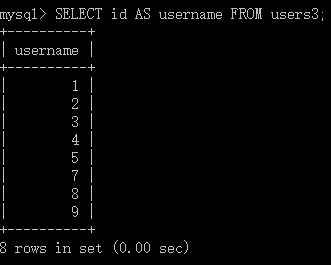 mysql> SELECT id AS username FROM users3;
+----------+
| username |
+----------+
|        1 |
|        2 |
|        3 |
|        4 |
|        5 |
|        7 |
|        8 |
|        9 |
+----------+
8 rows in set (0.00 sec)